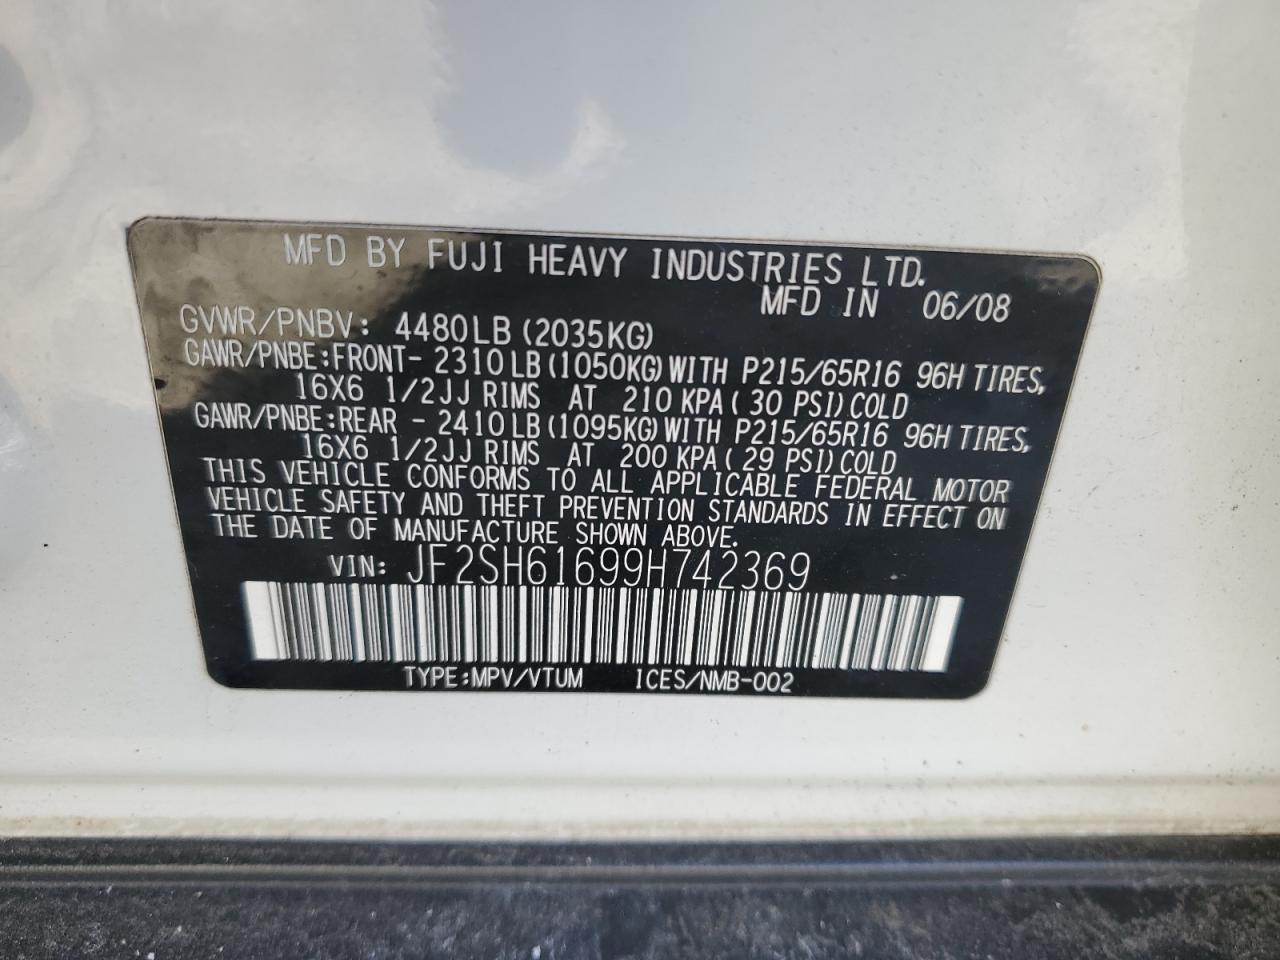 MFD BY FUJI HEAVY INDUSTRIES LTD.
MFD IN 06/08
GVWR/PNBV: 4480LB (2035KG)
GAWR/PNBE:FRONT- 2310LB(1050KG)WITH P215/65R16 96H TIRES,
16X6 1/2JJ RIMS AT 210 KPA( 30 PSI)COLD
GAWR/PNBE:REAR - 2410LB(1095KG)WITH P215/65R16 96H TIRES,
16X6 1/2JJ RIMS AT 200 KPA( 29 PSI)COLD
THIS VEHICLE CONFORMS TO ALL APPLICABLE FEDERAL MOTOR
VEHICLE SAFETY AND THEFT PREVENTION STANDARDS IN EFFECT ON
THE DATE OF MANUFACTURE SHOWN ABOVE.
VIN: JF2SH61699H742369
TYPE:MPV/VTUM ICES/NMB-002